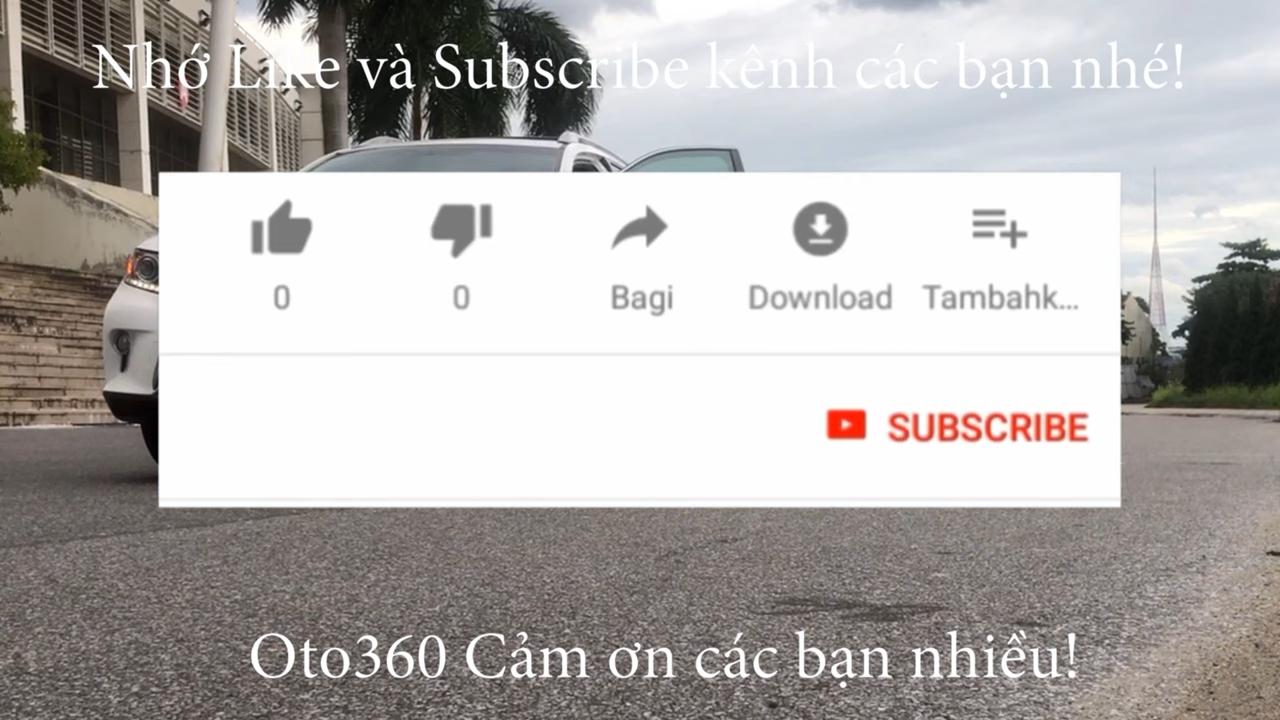 Nhớ Like và Subscribe kênh các bạn nhé!
0 0 Bagi Download Tambahk...
SUBSCRIBE
Oto360 Cảm ơn các bạn nhiều!